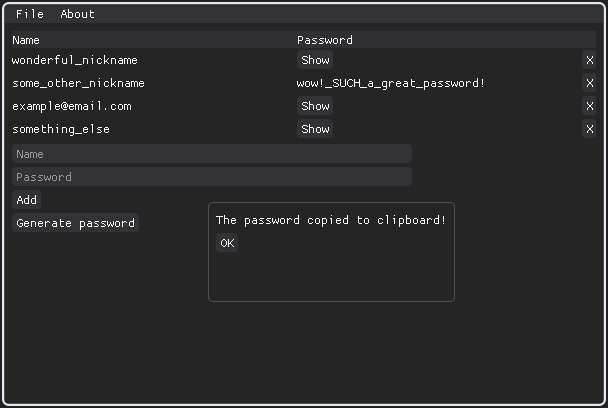 File About
Name Password
wonderful_nickname Show X
some_other_nickname wow!_SUCH_a_great_password! X
example@email.com Show X
something_else Show X
Name
Password
Add
Generate password
The password copied to clipboard!
OK